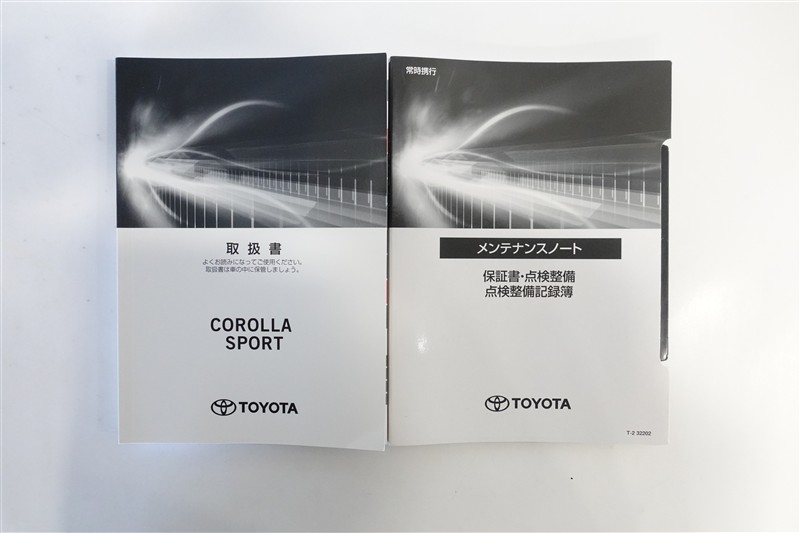 取扱書
よくお読みになってご使用ください。
取扱書は車の中に保管しましょう。
COROLLA
SPORT
TOYOTA
常時携行
メンテナンスノート
保証書・点検整備
点検整備記録簿
TOYOTA
T-2 32202